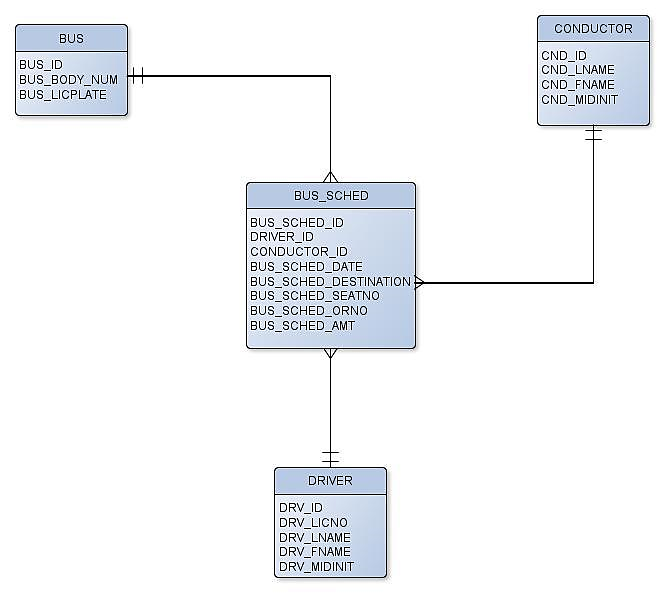 BUS
BUS_ID
BUS_BODY_NUM
BUS_LICPLATE
CONDUCTOR
CND_ID
CND_LNAME
CND_FNAME
CND_MIDINIT
BUS_SCHED
BUS_SCHED_ID
DRIVER_ID
CONDUCTOR_ID
BUS_SCHED_DATE
BUS_SCHED_DESTINATION
BUS_SCHED_SEATNO
BUS_SCHED_ORNO
BUS_SCHED_AMT
DRIVER
DRV_ID
DRV_LICNO
DRV_LNAME
DRV_FNAME
DRV_MIDINIT